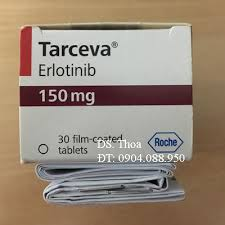 Tarceva®
Erlotinib
150 mg
30 film-coated
tablets
Roche
DS. Thoa
ĐT: 0904.088.950